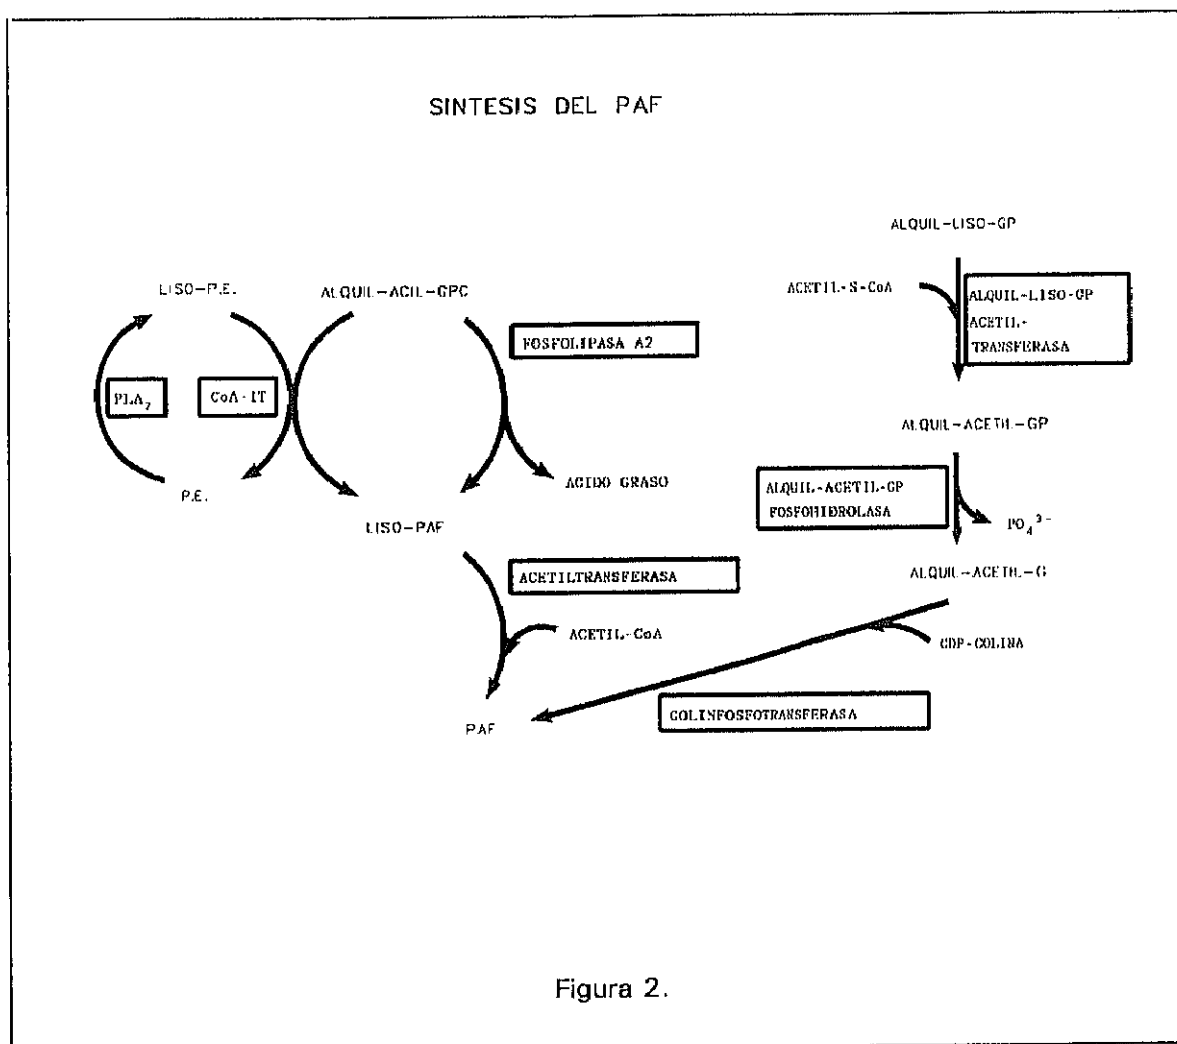 SINTESIS DEL PAF
ALQUIL-LISO-GP
LISO-P.E.
ALQUIL-ACIL-GPC
ACETIL-S-CoA
ALQUIL-LISO-GP
ACETIL-
TRANSFERASA
FOSFOLIPASA A2
PLA₂
CoA-IT
ALQUIL-ACETIL-GP
P.E.
ACIDO GRASO
ALQUIL-ACETIL-GP
FOSFOHIDROLASA
LISO-PAF
PO₄³⁻
ACETILTRANSFERASA
ALQUIL-ACETIL-G
ACETIL-CoA
CDP-COLINA
COLINFOSFOTRANSFERASA
PAF
Figura 2.